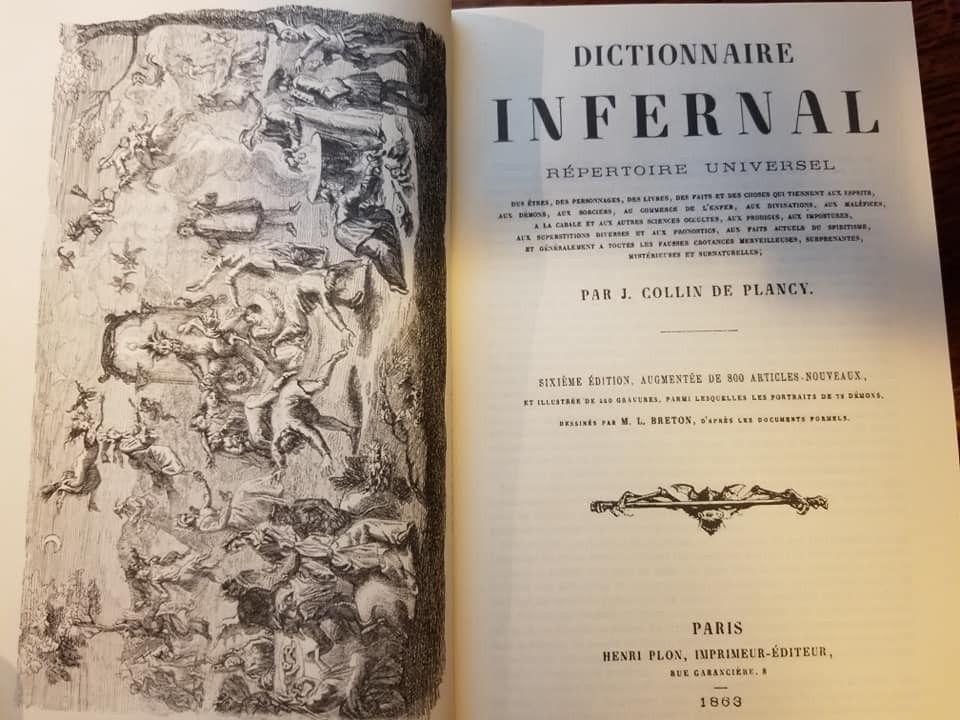 DICTIONNAIRE
INFERNAL
RÉPERTOIRE UNIVERSEL
DES ÊTRES, DES PERSONNAGES, DES LIVRES, DES FAITS ET DES CHOSES QUI TIENNENT AUX ESPRITS,
AUX DÉMONS, AUX SORCIERS, AU COMMERCE DE L'ENFER, AUX DIVINATIONS, AUX MALÉFICES,
A LA CABALE ET AUX AUTRES SCIENCES OCCULTES, AUX PRODIGES, AUX IMPOSTURES,
AUX SUPERSTITIONS DIVERSES ET AUX PRONOSTICS, AUX FAITS ACTUELS DU SPIRITISME,
ET GÉNÉRALEMENT A TOUTES LES FAUSSES CROYANCES MERVEILLEUSES, SURPRENANTES,
MYSTÉRIEUSES ET SURNATURELLES;
PAR J. COLLIN DE PLANCY.
SIXIÈME ÉDITION, AUGMENTÉE DE 800 ARTICLES NOUVEAUX,
ET ILLUSTRÉE DE 550 GRAVURES, PARMI LESQUELLES LES PORTRAITS DE 72 DÉMONS,
DESSINÉS PAR M. L. BRETON, D'APRÈS LES DOCUMENTS FORMELS.
PARIS
HENRI PLON, IMPRIMEUR-ÉDITEUR,
RUE GARANCIÈRE, 8
1863